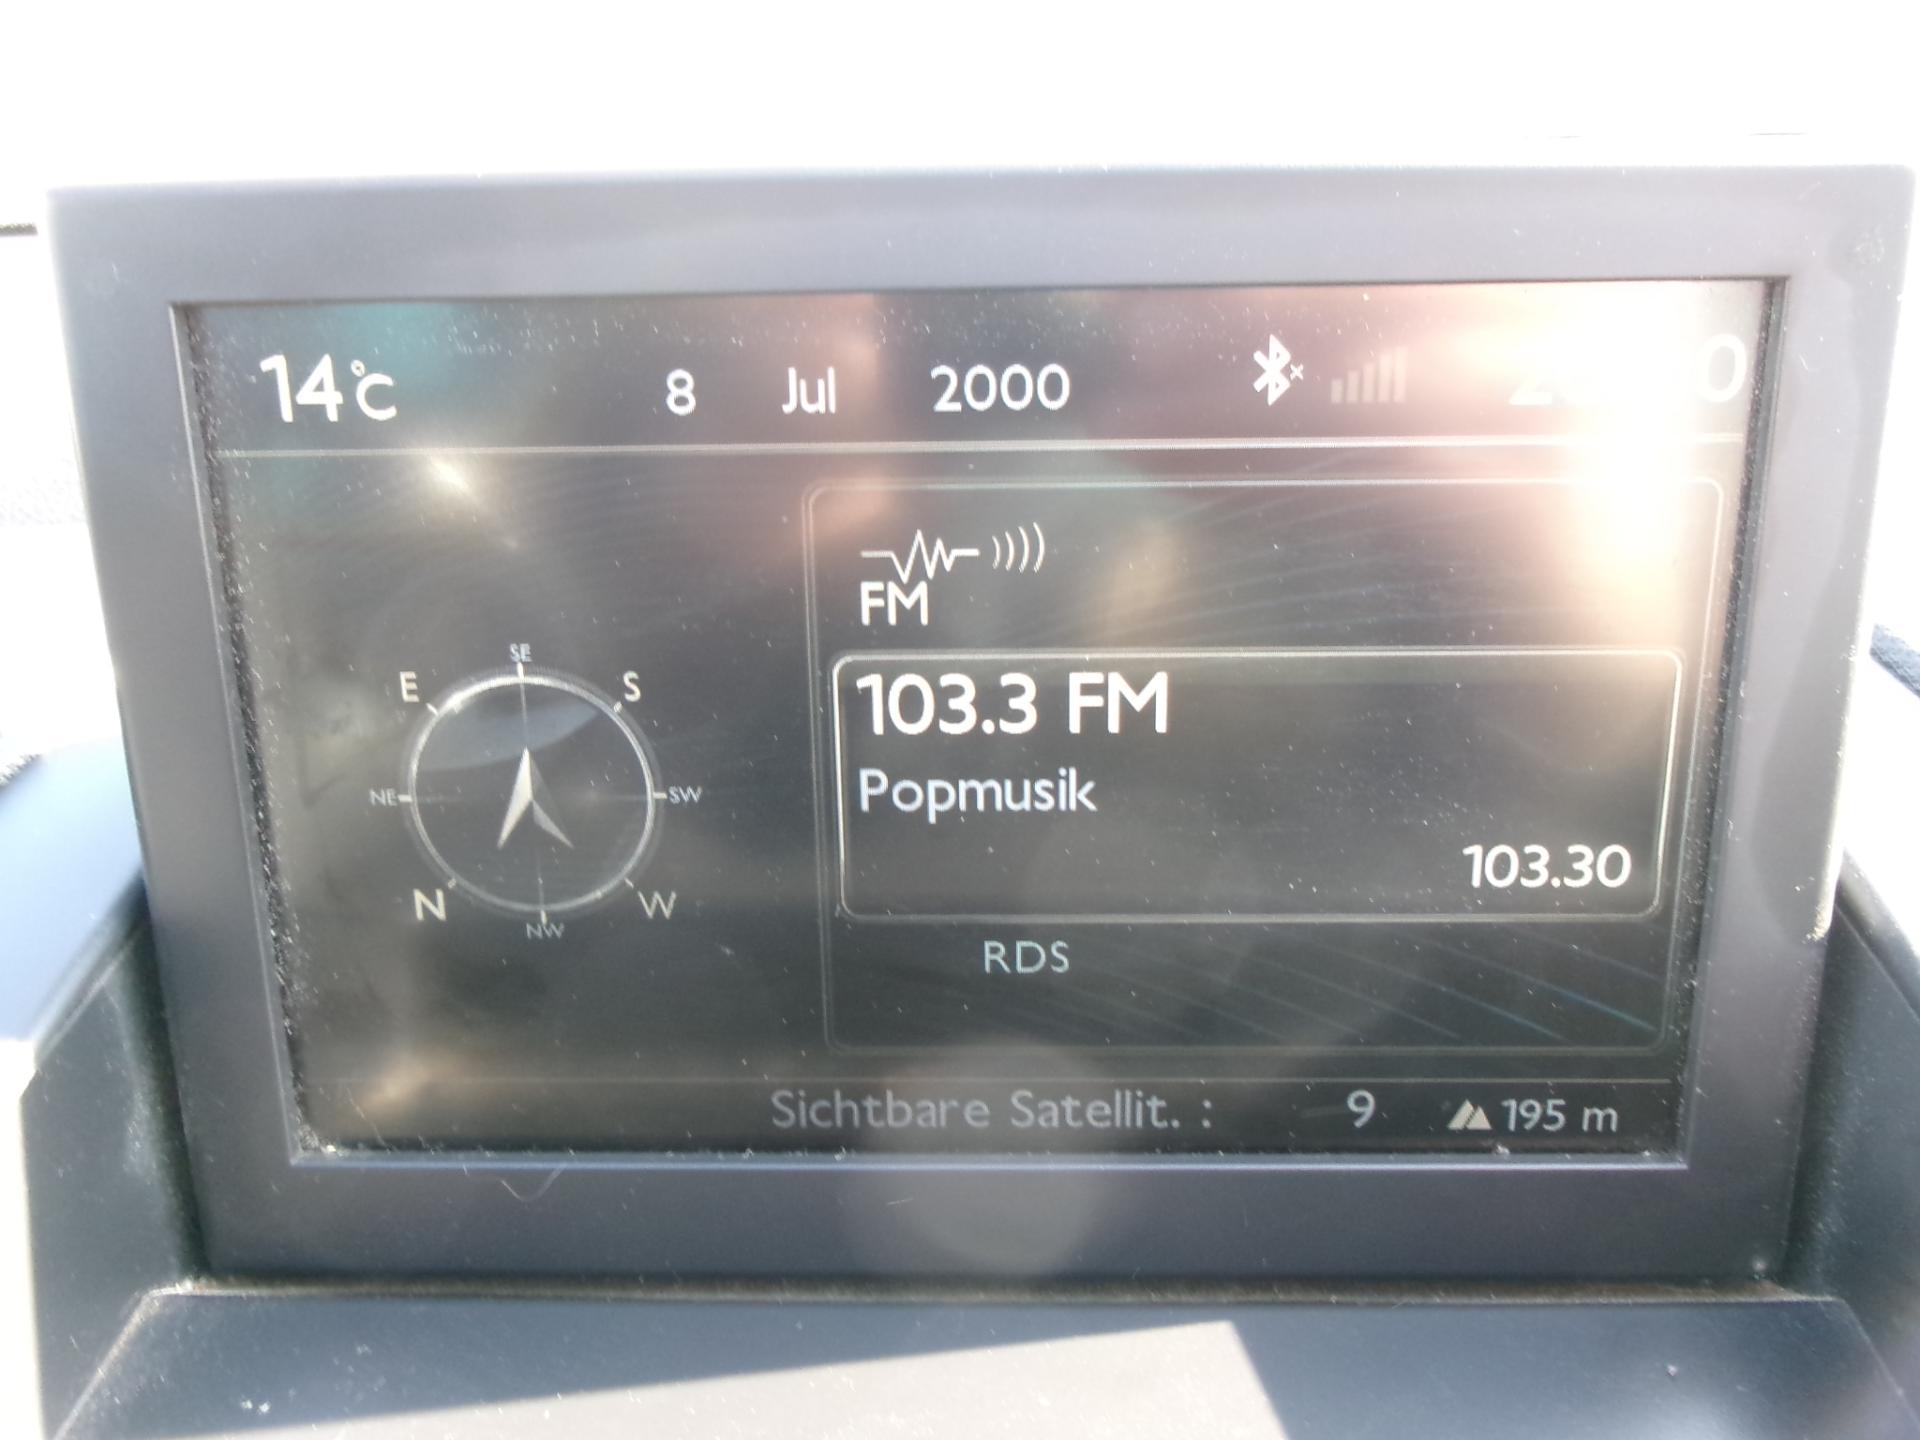 14°C 8 Jul 2000
FM
103.3 FM
Popmusik
103.30
RDS
SE
E S
NE SW
N W
NW
Sichtbare Satellit. : 9 195 m